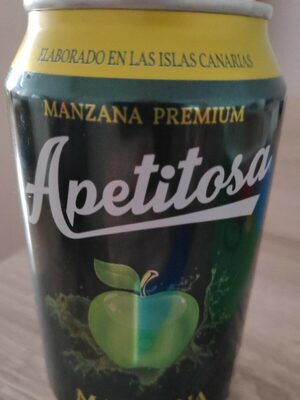 ELABORADO EN LAS ISLAS CANARIAS
MANZANA PREMIUM
Apetitosa